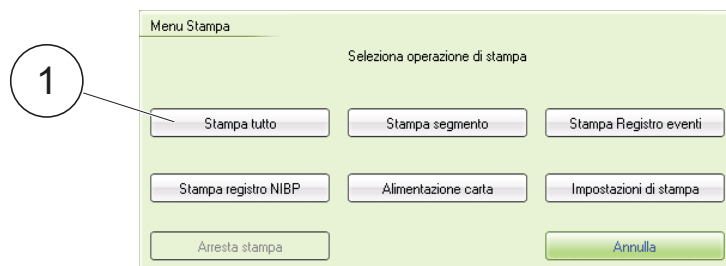 Menu Stampa
Seleziona operazione di stampa
1
Stampa tutto Stampa segmento Stampa Registro eventi
Stampa registro NIBP Alimentazione carta Impostazioni di stampa
Arresta stampa Annulla